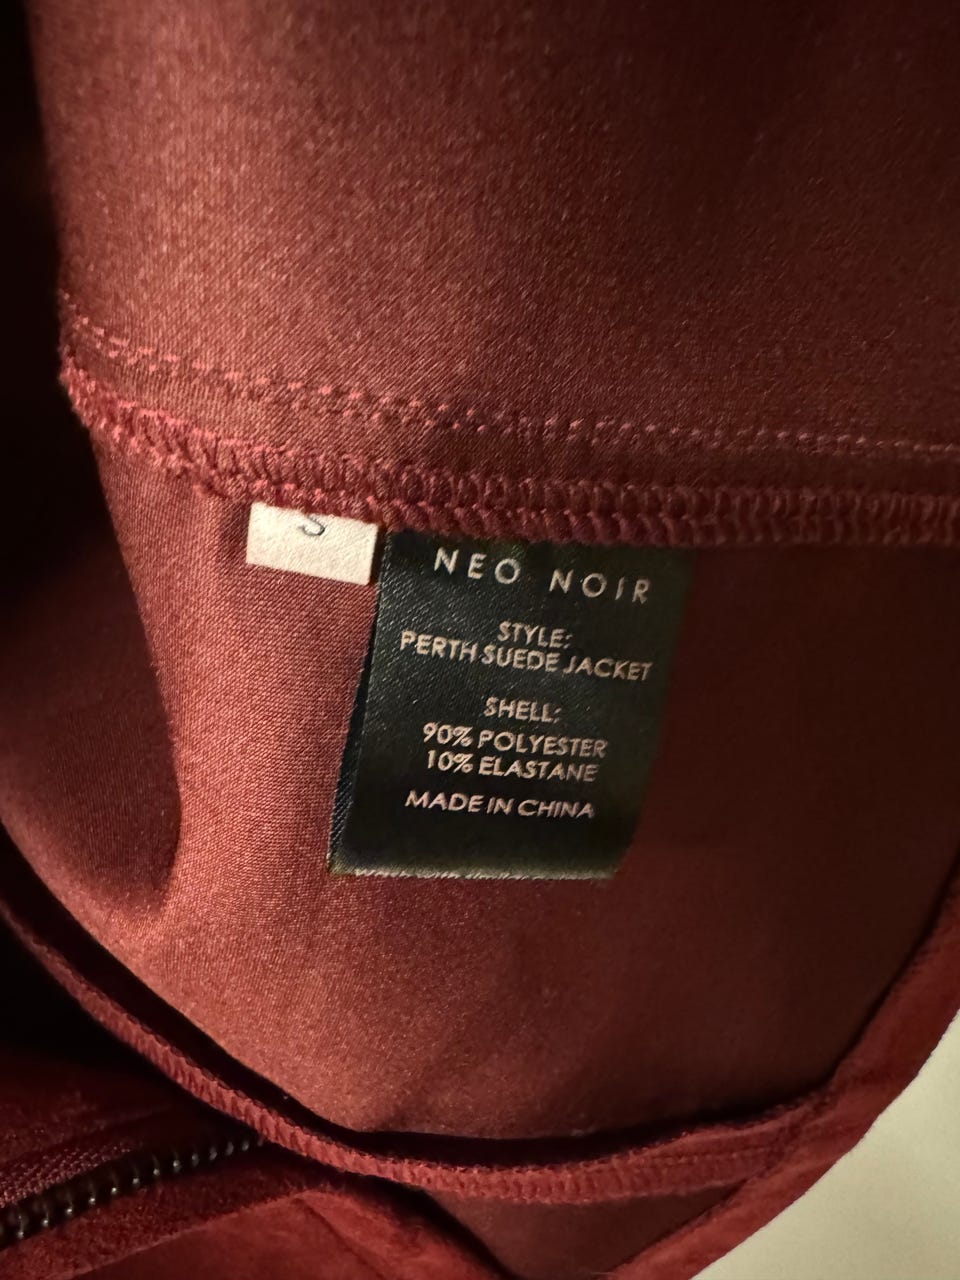 S
NEO NOIR
STYLE:
PERTH SUEDE JACKET
SHELL:
90% POLYESTER
10% ELASTANE
MADE IN CHINA